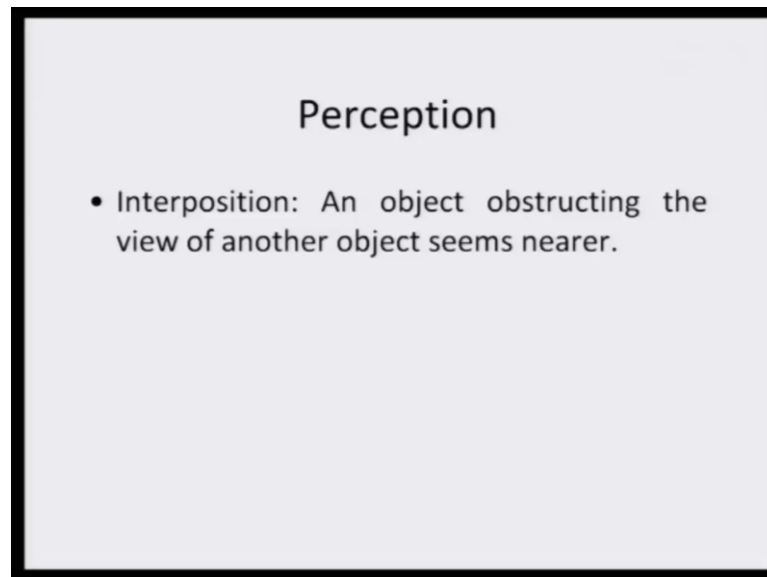 Perception
• Interposition: An object obstructing the
view of another object seems nearer.